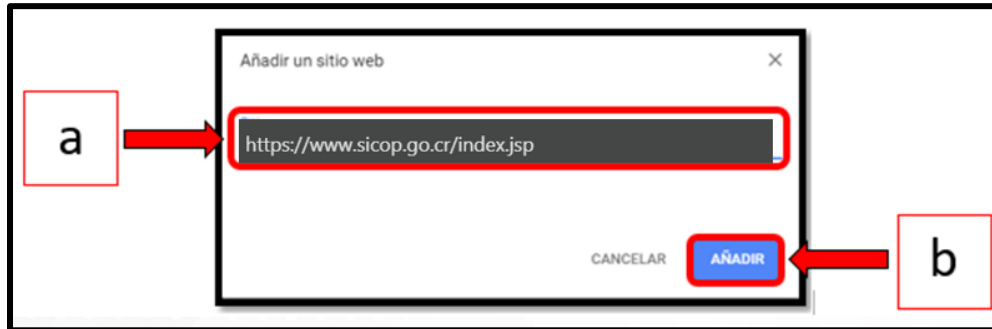 Añadir un sitio web
a
https://www.sicop.go.cr/index.jsp
CANCELAR
AÑADIR
b